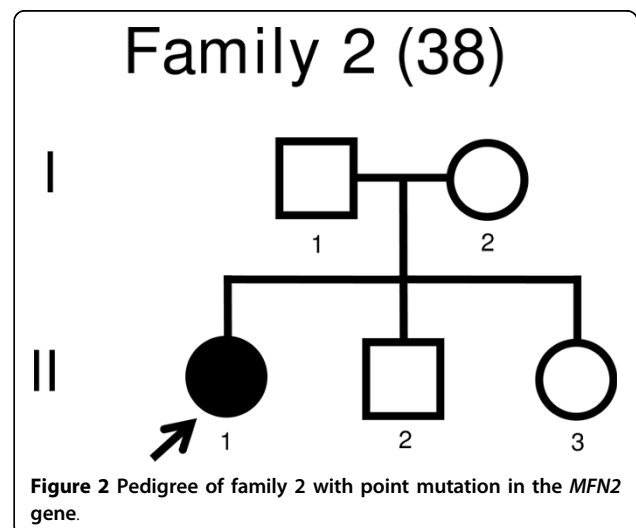 Family 2 (38)
I
1 2
II
1 2 3
Figure 2 Pedigree of family 2 with point mutation in the MFN2
gene.